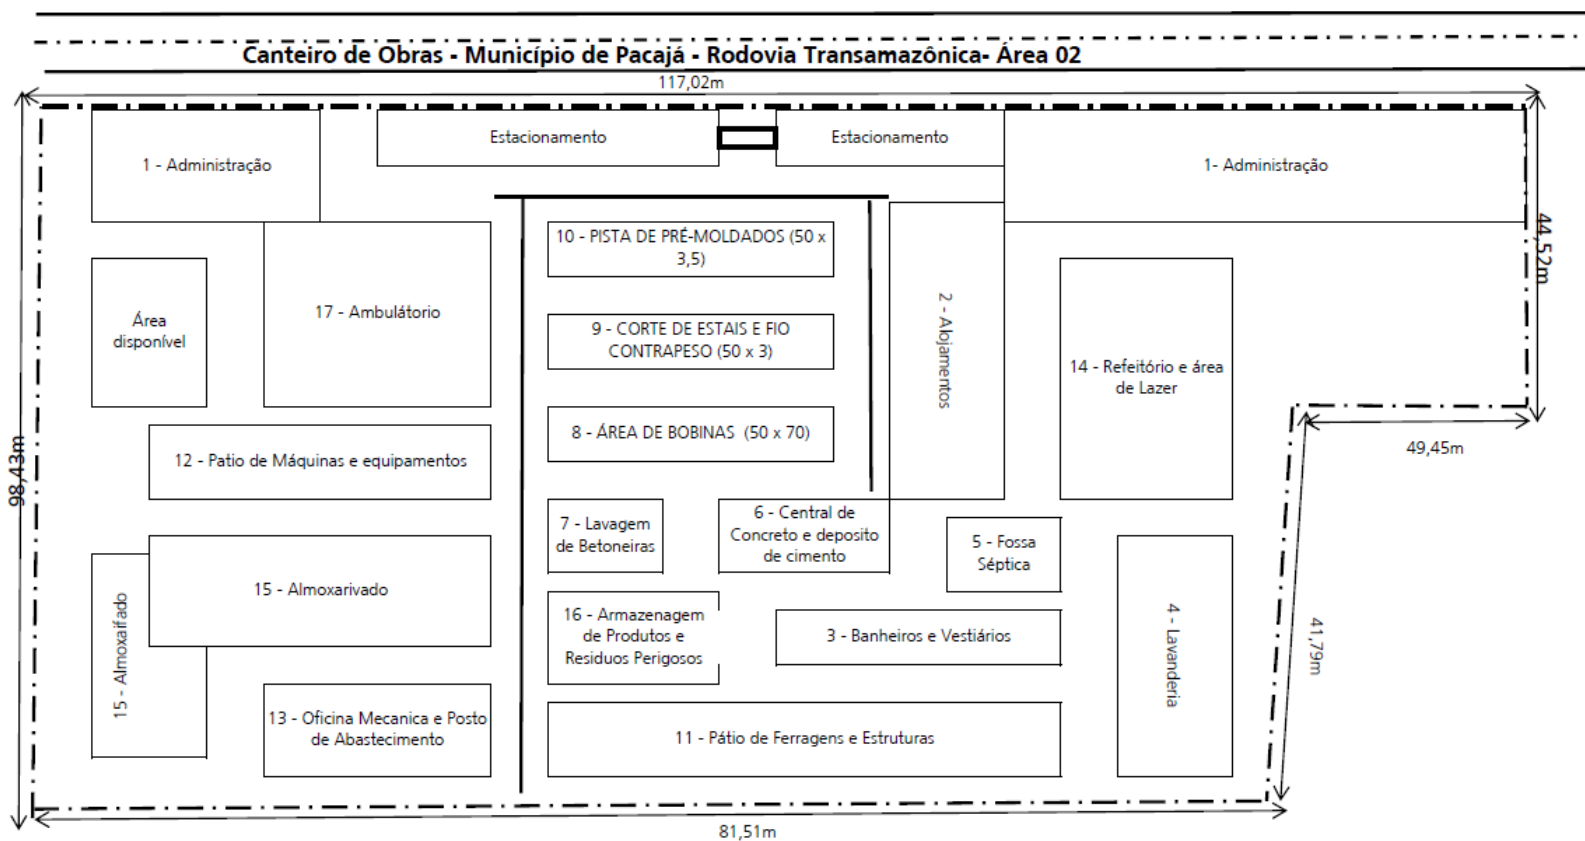 Canteiro de Obras - Município de Pacajá - Rodovia Transamazônica- Área 02
117,02m
Estacionamento
Estacionamento
1 - Administração
1- Administração
44,52m
10 - PISTA DE PRÉ-MOLDADOS (50 x
3,5)
17 - Ambulátorio
Área
disponível
9 - CORTE DE ESTAIS E FIO
CONTRAPESO (50 x 3)
2 - Alojamentos
14 - Refeitório e área
de Lazer
8 - ÁREA DE BOBINAS (50 x 70)
49,45m
12 - Patio de Máquinas e equipamentos
98,43m
7 - Lavagem
de Betoneiras
6 - Central de
Concreto e deposito
de cimento
5 - Fossa
Séptica
15 - Almoxarivado
15 - Almoxaifado
16 - Armazenagem
de Produtos e
Residuos Perigosos
3 - Banheiros e Vestiários
4 - Lavanderia
41,79m
13 - Oficina Mecanica e Posto
de Abastecimento
11 - Pátio de Ferragens e Estruturas
81,51m